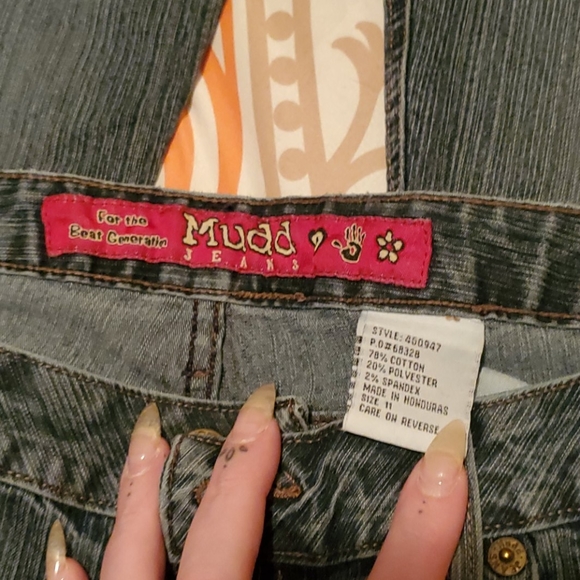 For the
Beat Generatin
Mudd
JEANS
STYLE: 400947
P.O#68328
78% COTTON
20% POLYESTER
2% SPANDEX
MADE IN HONDURAS
SIZE 11
CARE ON REVERSE